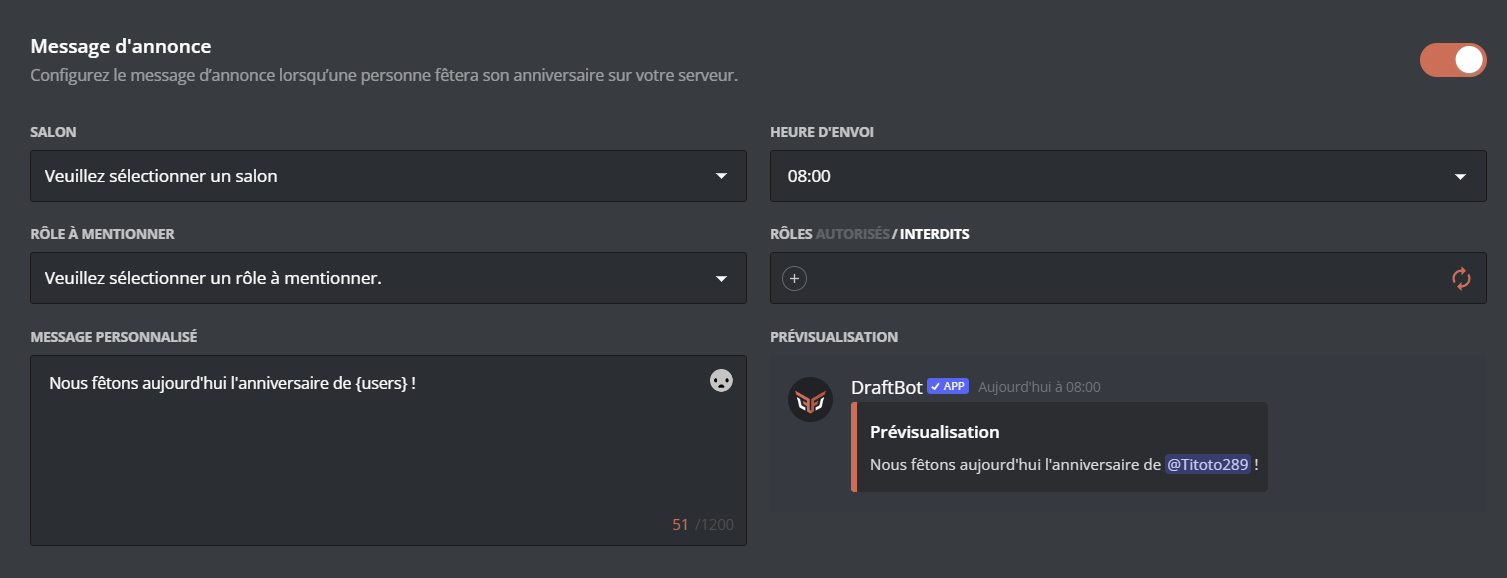 Message d'annonce
Configurez le message d’annonce lorsqu’une personne fêtera son anniversaire sur votre serveur.
SALON
Veuillez sélectionner un salon
HEURE D'ENVOI
08:00
RÔLE À MENTIONNER
Veuillez sélectionner un rôle à mentionner.
RÔLES AUTORISÉS / INTERDITS
MESSAGE PERSONNALISÉ
Nous fêtons aujourd'hui l'anniversaire de {users} !
51 /1200
PRÉVISUALISATION
DraftBot APP Aujourd'hui à 08:00
Prévisualisation
Nous fêtons aujourd'hui l'anniversaire de @Titoto289 !